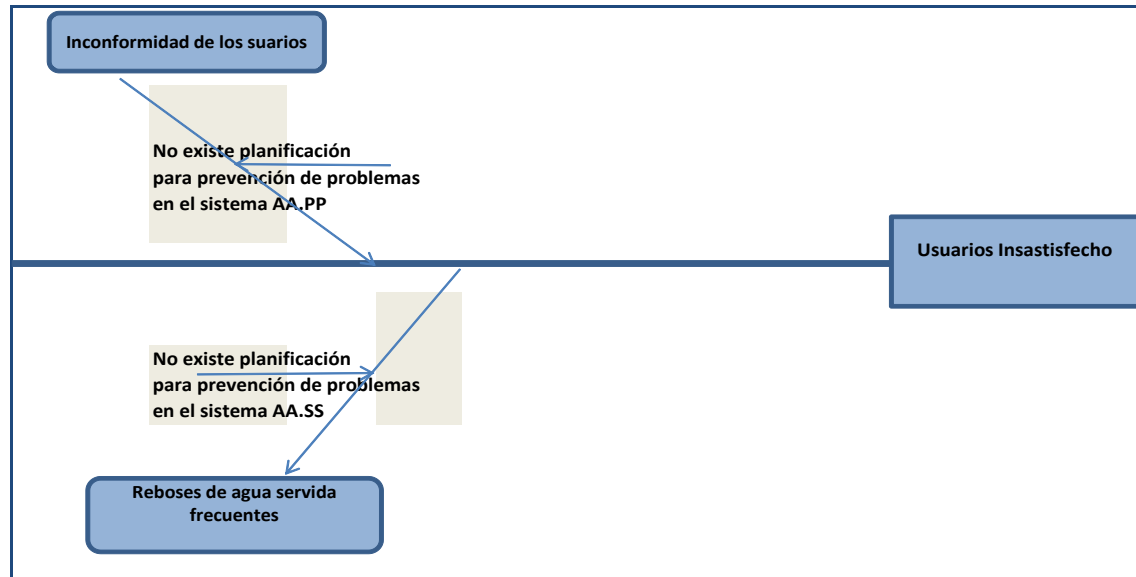 Inconformidad de los suarios
No existe planificación
para prevención de problemas
en el sistema AA.PP
Usuarios Insastisfecho
No existe planificación
para prevención de problemas
en el sistema AA.SS
Reboses de agua servida
frecuentes